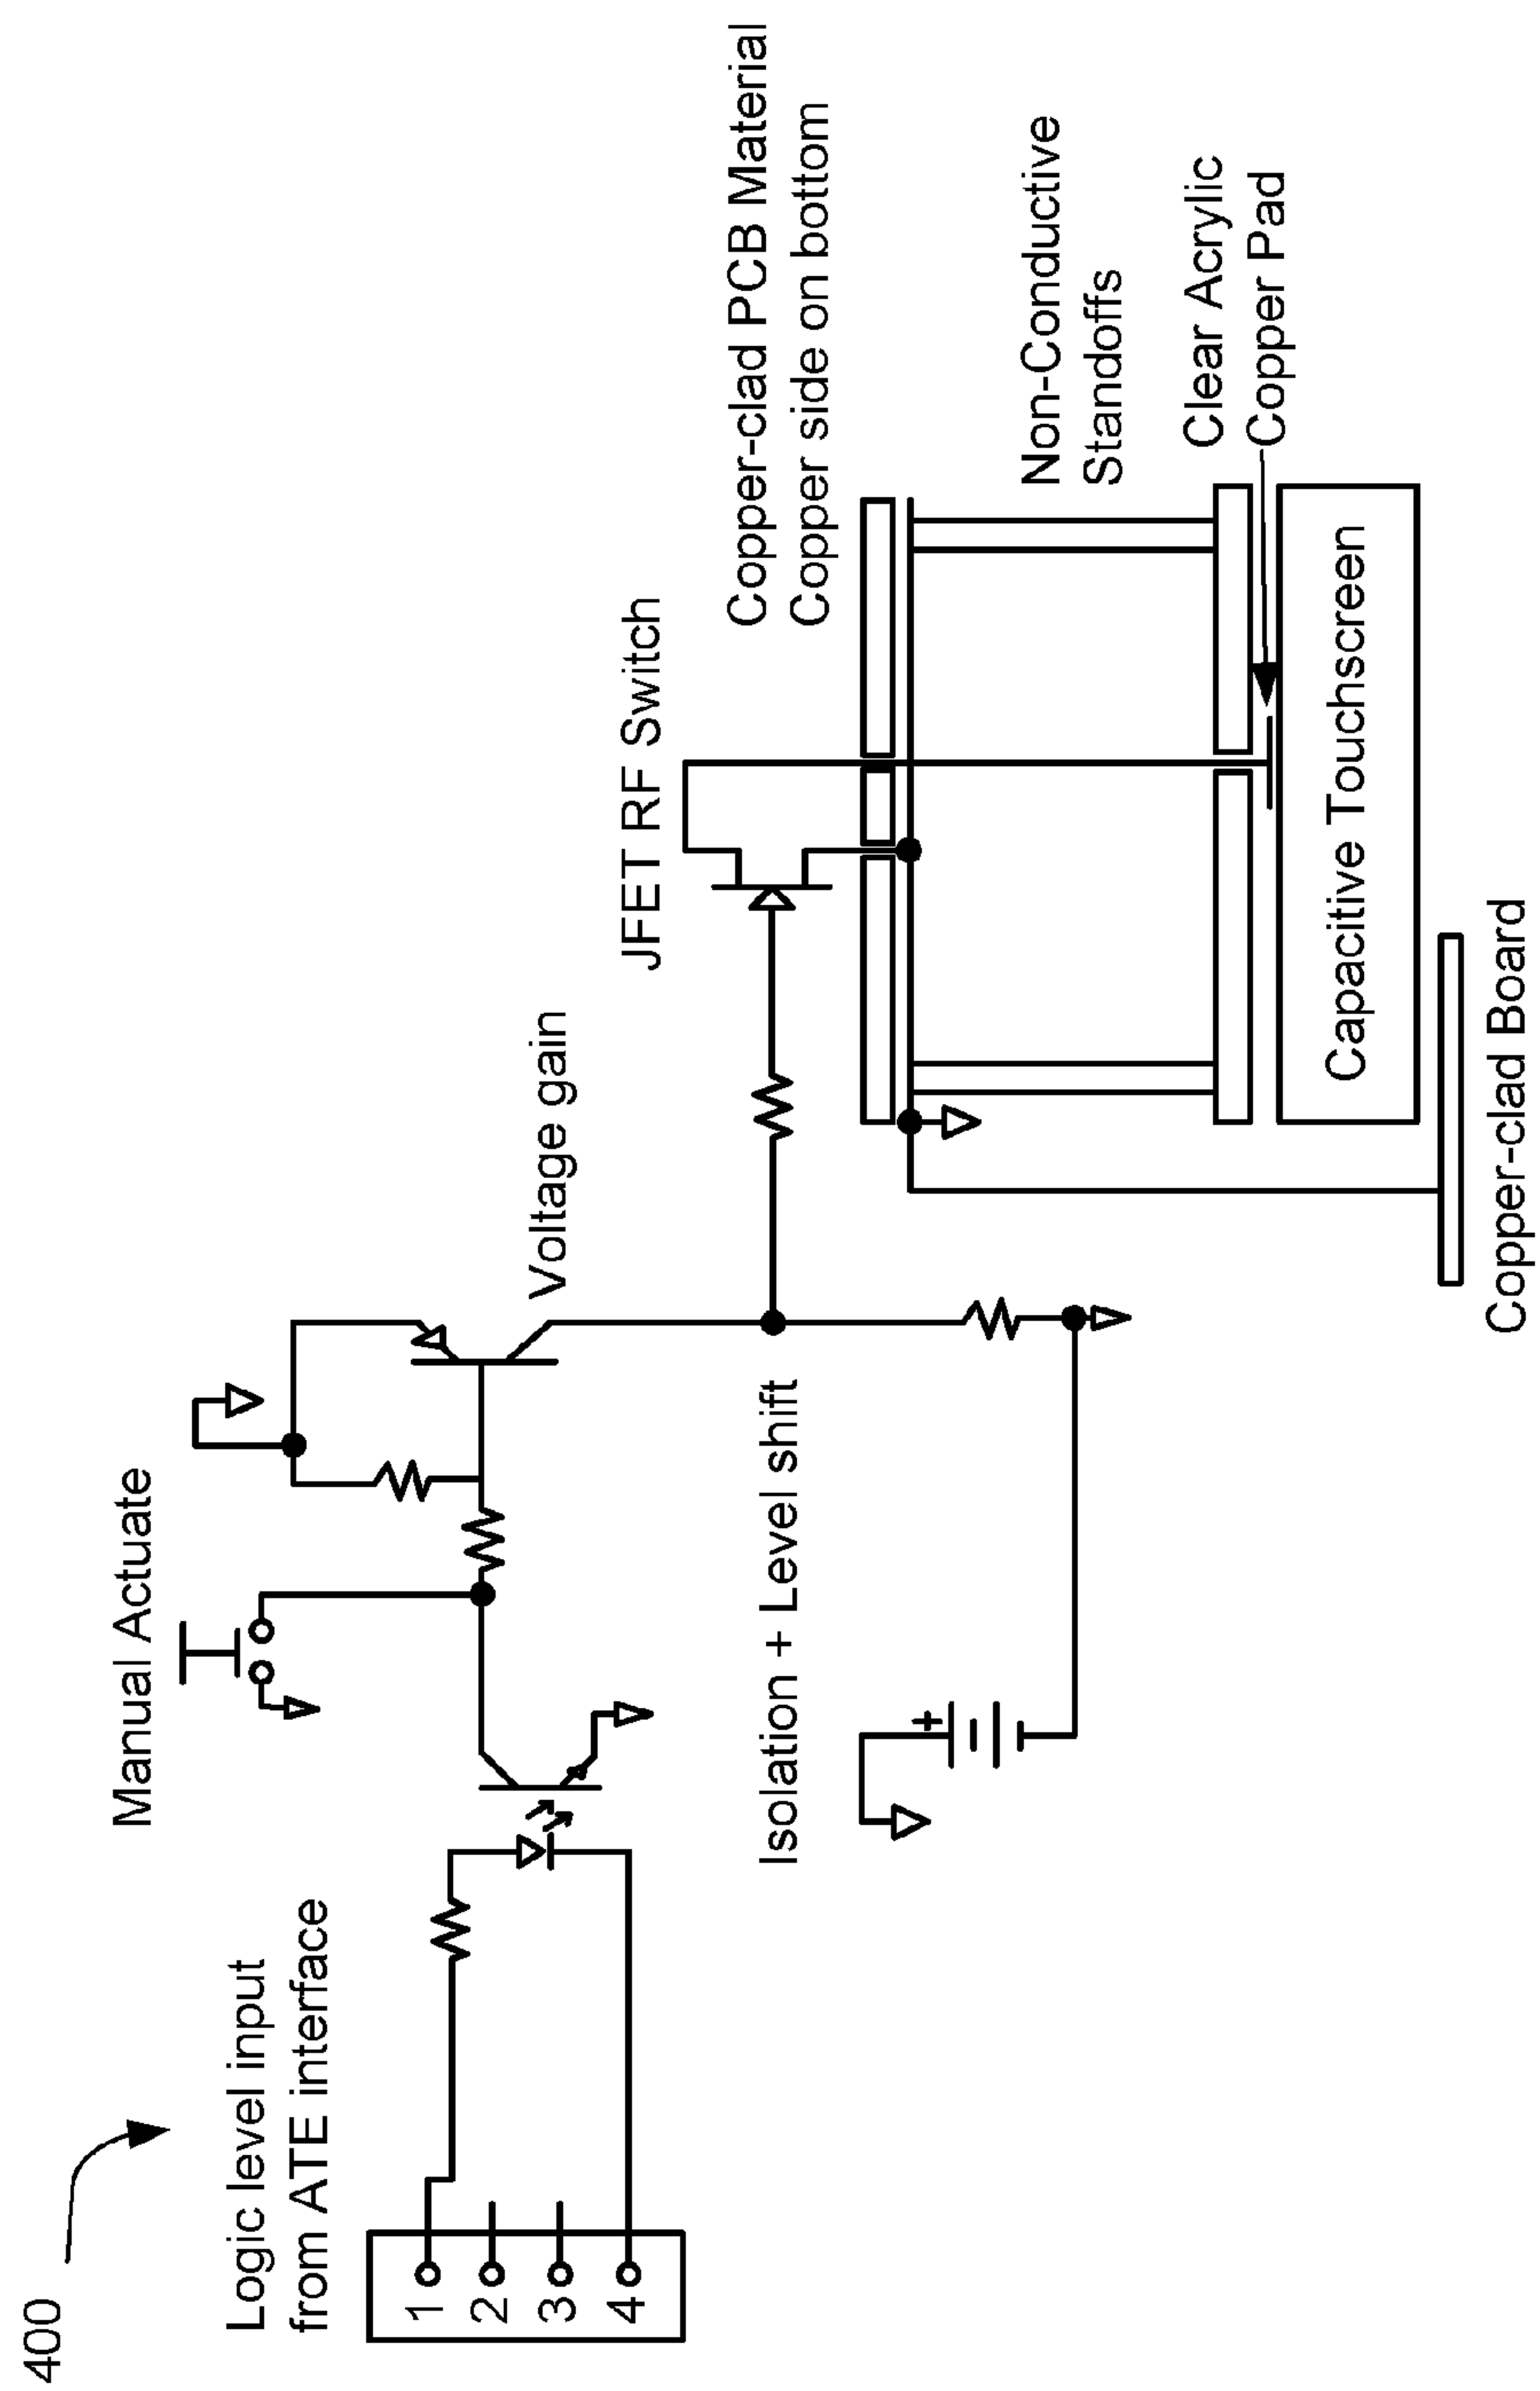 400
Logic level input
from ATE interface
1
2
3
4
Manual Actuate
Isolation + Level shift
+
Voltage gain
JFET RF Switch
Copper-clad PCB Material
Copper side on bottom
Non-Conductive
Standoffs
Clear Acrylic
Copper Pad
Capacitive Touchscreen
Copper-clad Board